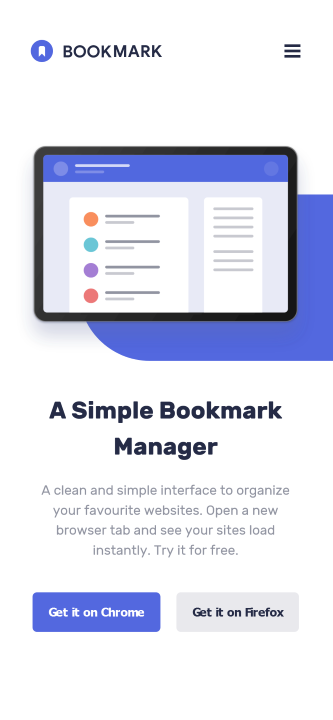 BOOKMARK
A Simple Bookmark
Manager
A clean and simple interface to organize
your favourite websites. Open a new
browser tab and see your sites load
instantly. Try it for free.
Get it on Chrome
Get it on Firefox